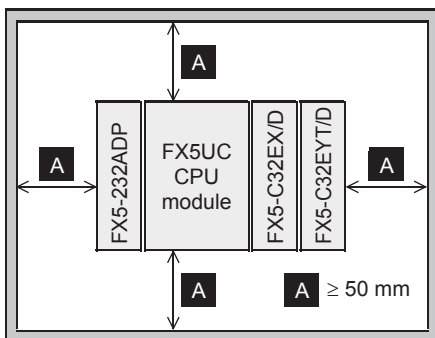 A
A
FX5-232ADP
FX5UC
CPU
module
FX5-C32EX/D
FX5-C32EYT/D
A
A
A ≥ 50 mm